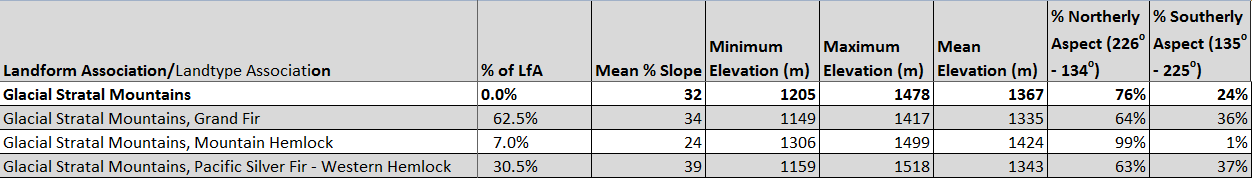 Landform Association/Landtype Association % of LfA Mean % Slope Minimum Elevation (m) Maximum Elevation (m) Mean Elevation (m) % Northerly Aspect (226° - 134°) % Southerly Aspect (135° - 225°)
Glacial Stratal Mountains 0.0% 32 1205 1478 1367 76% 24%
Glacial Stratal Mountains, Grand Fir 62.5% 34 1149 1417 1335 64% 36%
Glacial Stratal Mountains, Mountain Hemlock 7.0% 24 1306 1499 1424 99% 1%
Glacial Stratal Mountains, Pacific Silver Fir - Western Hemlock 30.5% 39 1159 1518 1343 63% 37%